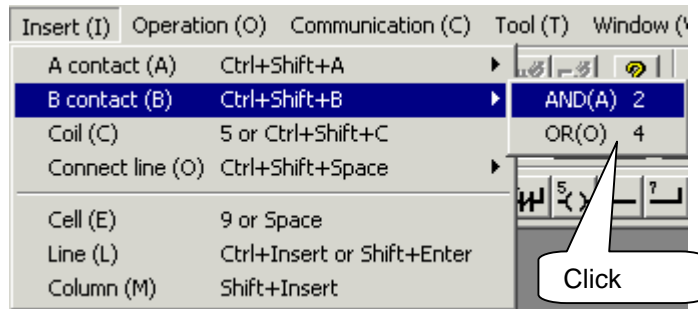 Insert (I) Operation (O) Communication (C) Tool (T) Window (
A contact (A) Ctrl+Shift+A
B contact (B) Ctrl+Shift+B AND(A) 2
Coil (C) 5 or Ctrl+Shift+C OR(O) 4
Connect line (O) Ctrl+Shift+Space
Cell (E) 9 or Space
Line (L) Ctrl+Insert or Shift+Enter
Column (M) Shift+Insert
5 ?
Click